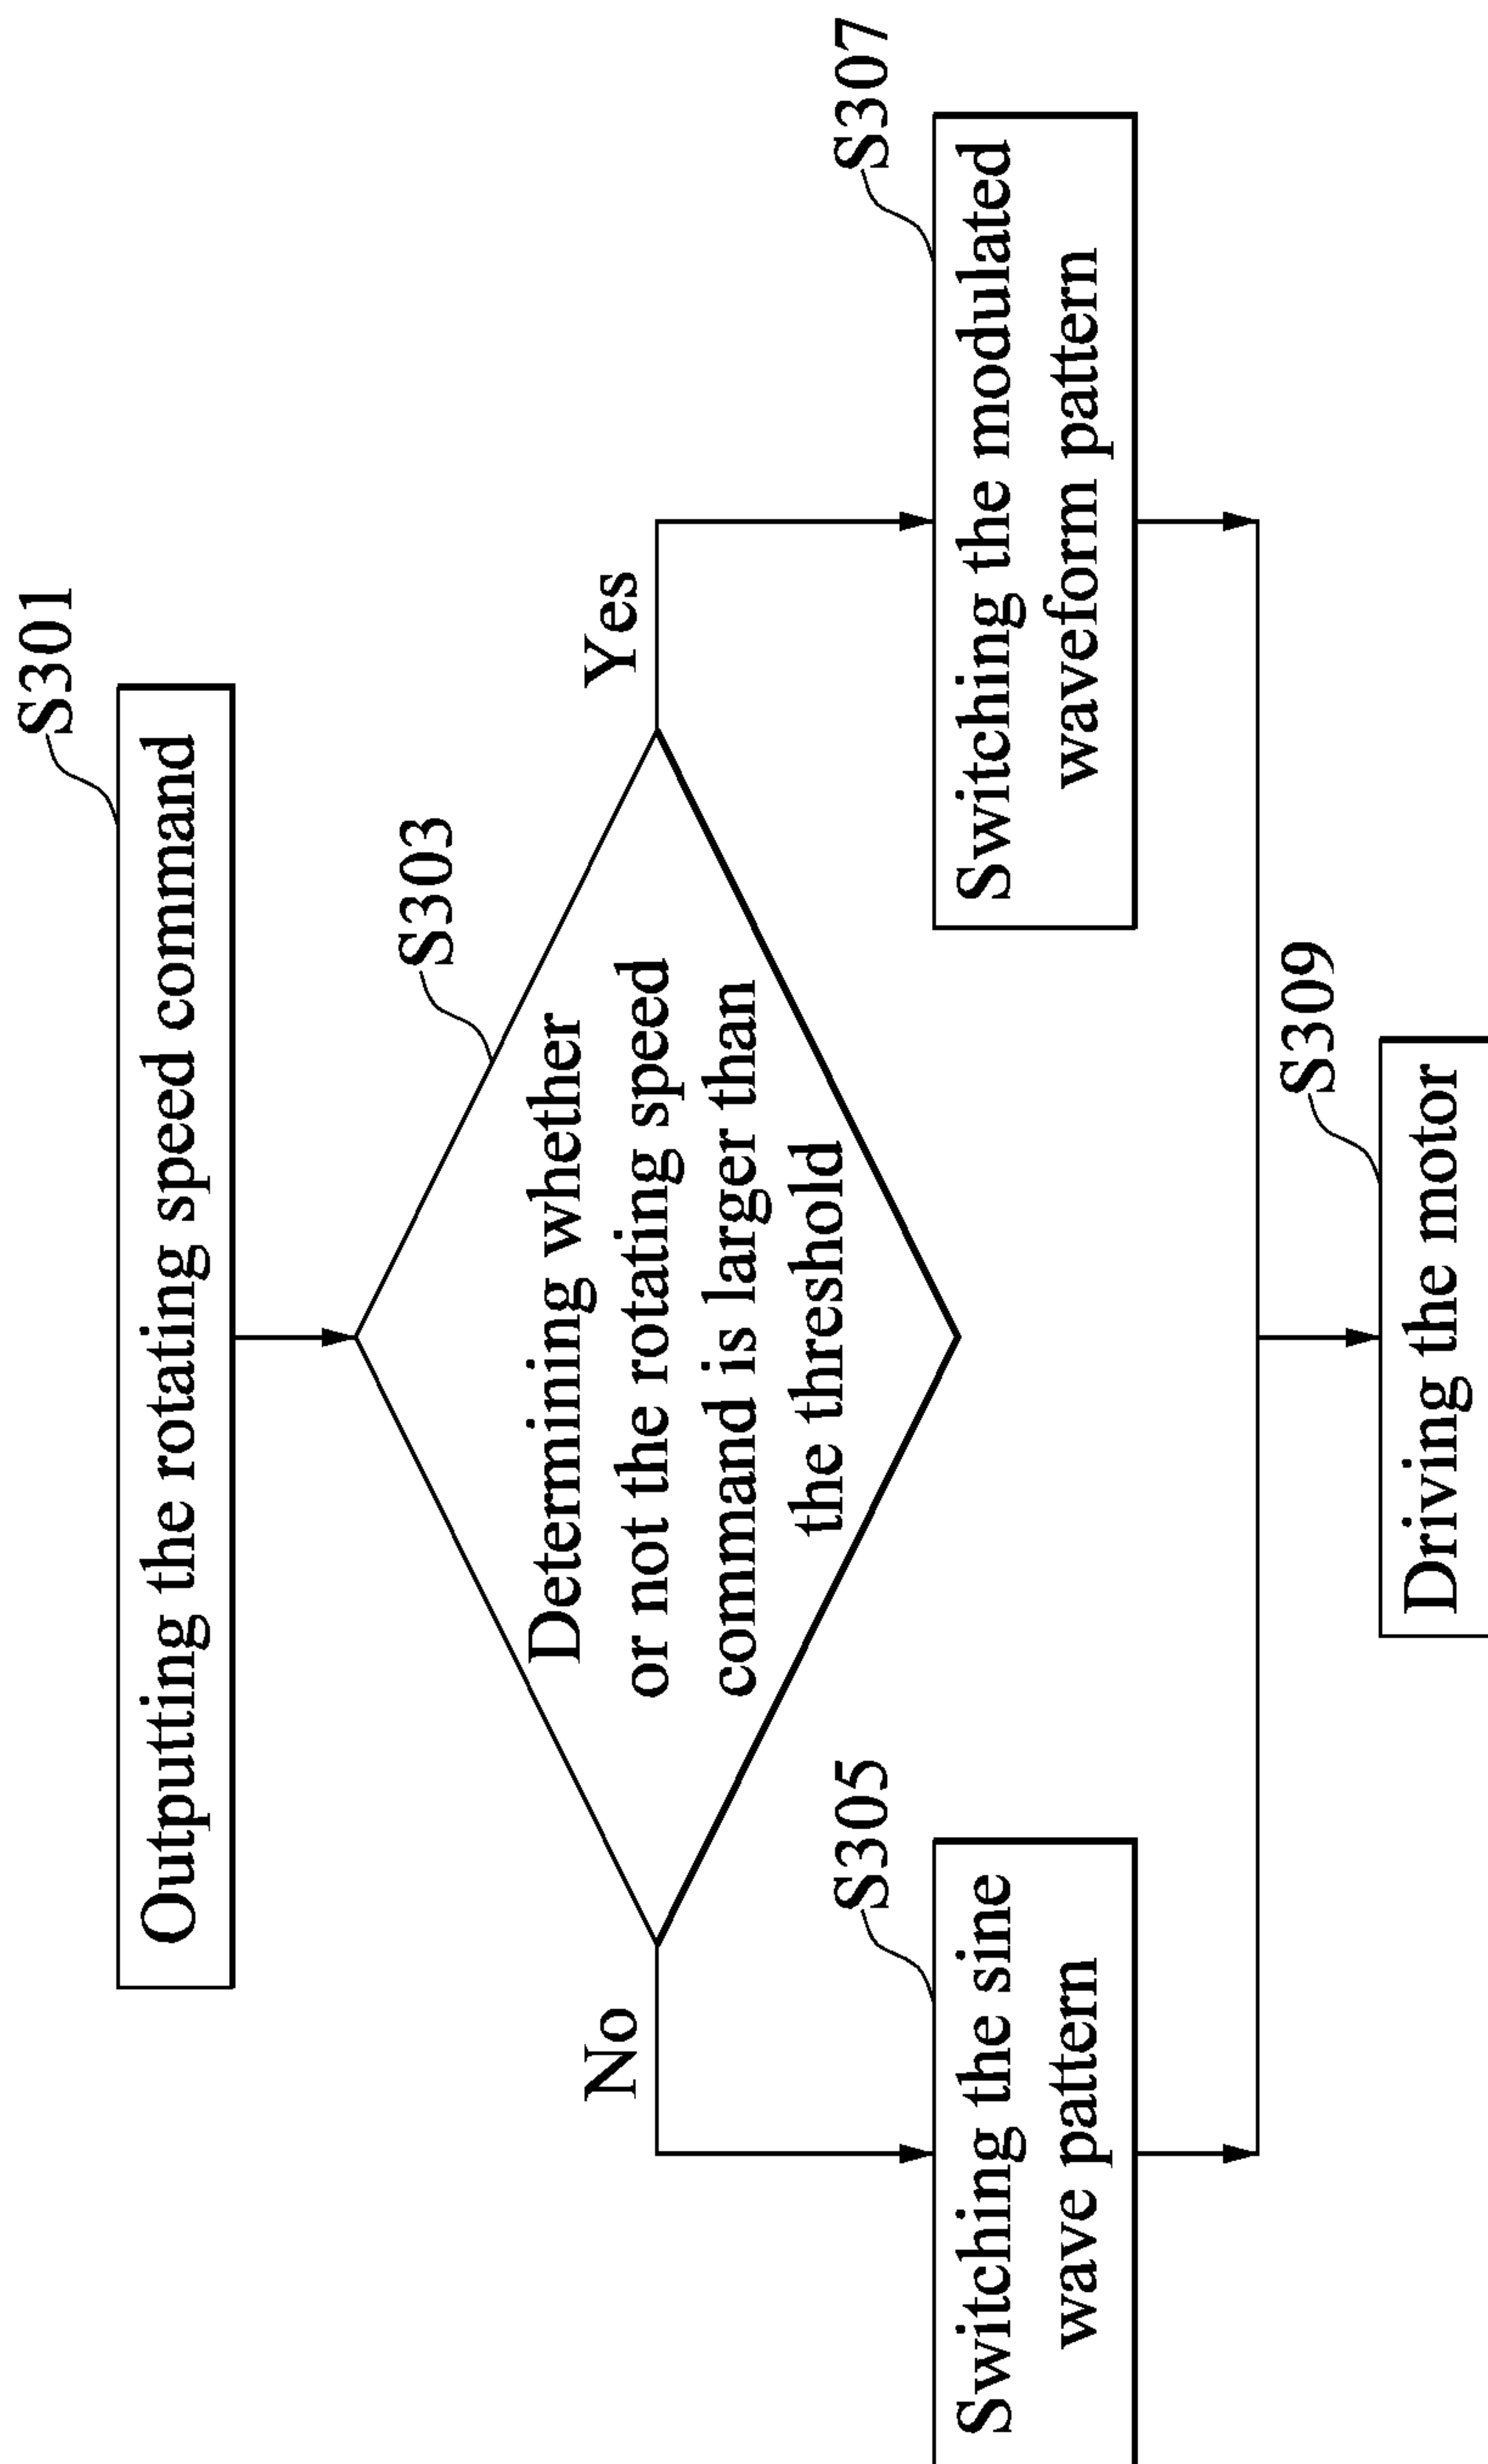 S301
Outputting the rotating speed command
S303
Determining whether
or not the rotating speed
command is larger than
the threshold
No
Yes
S305
Switching the sine
wave pattern
S307
Switching the modulated
waveform pattern
S309
Driving the motor